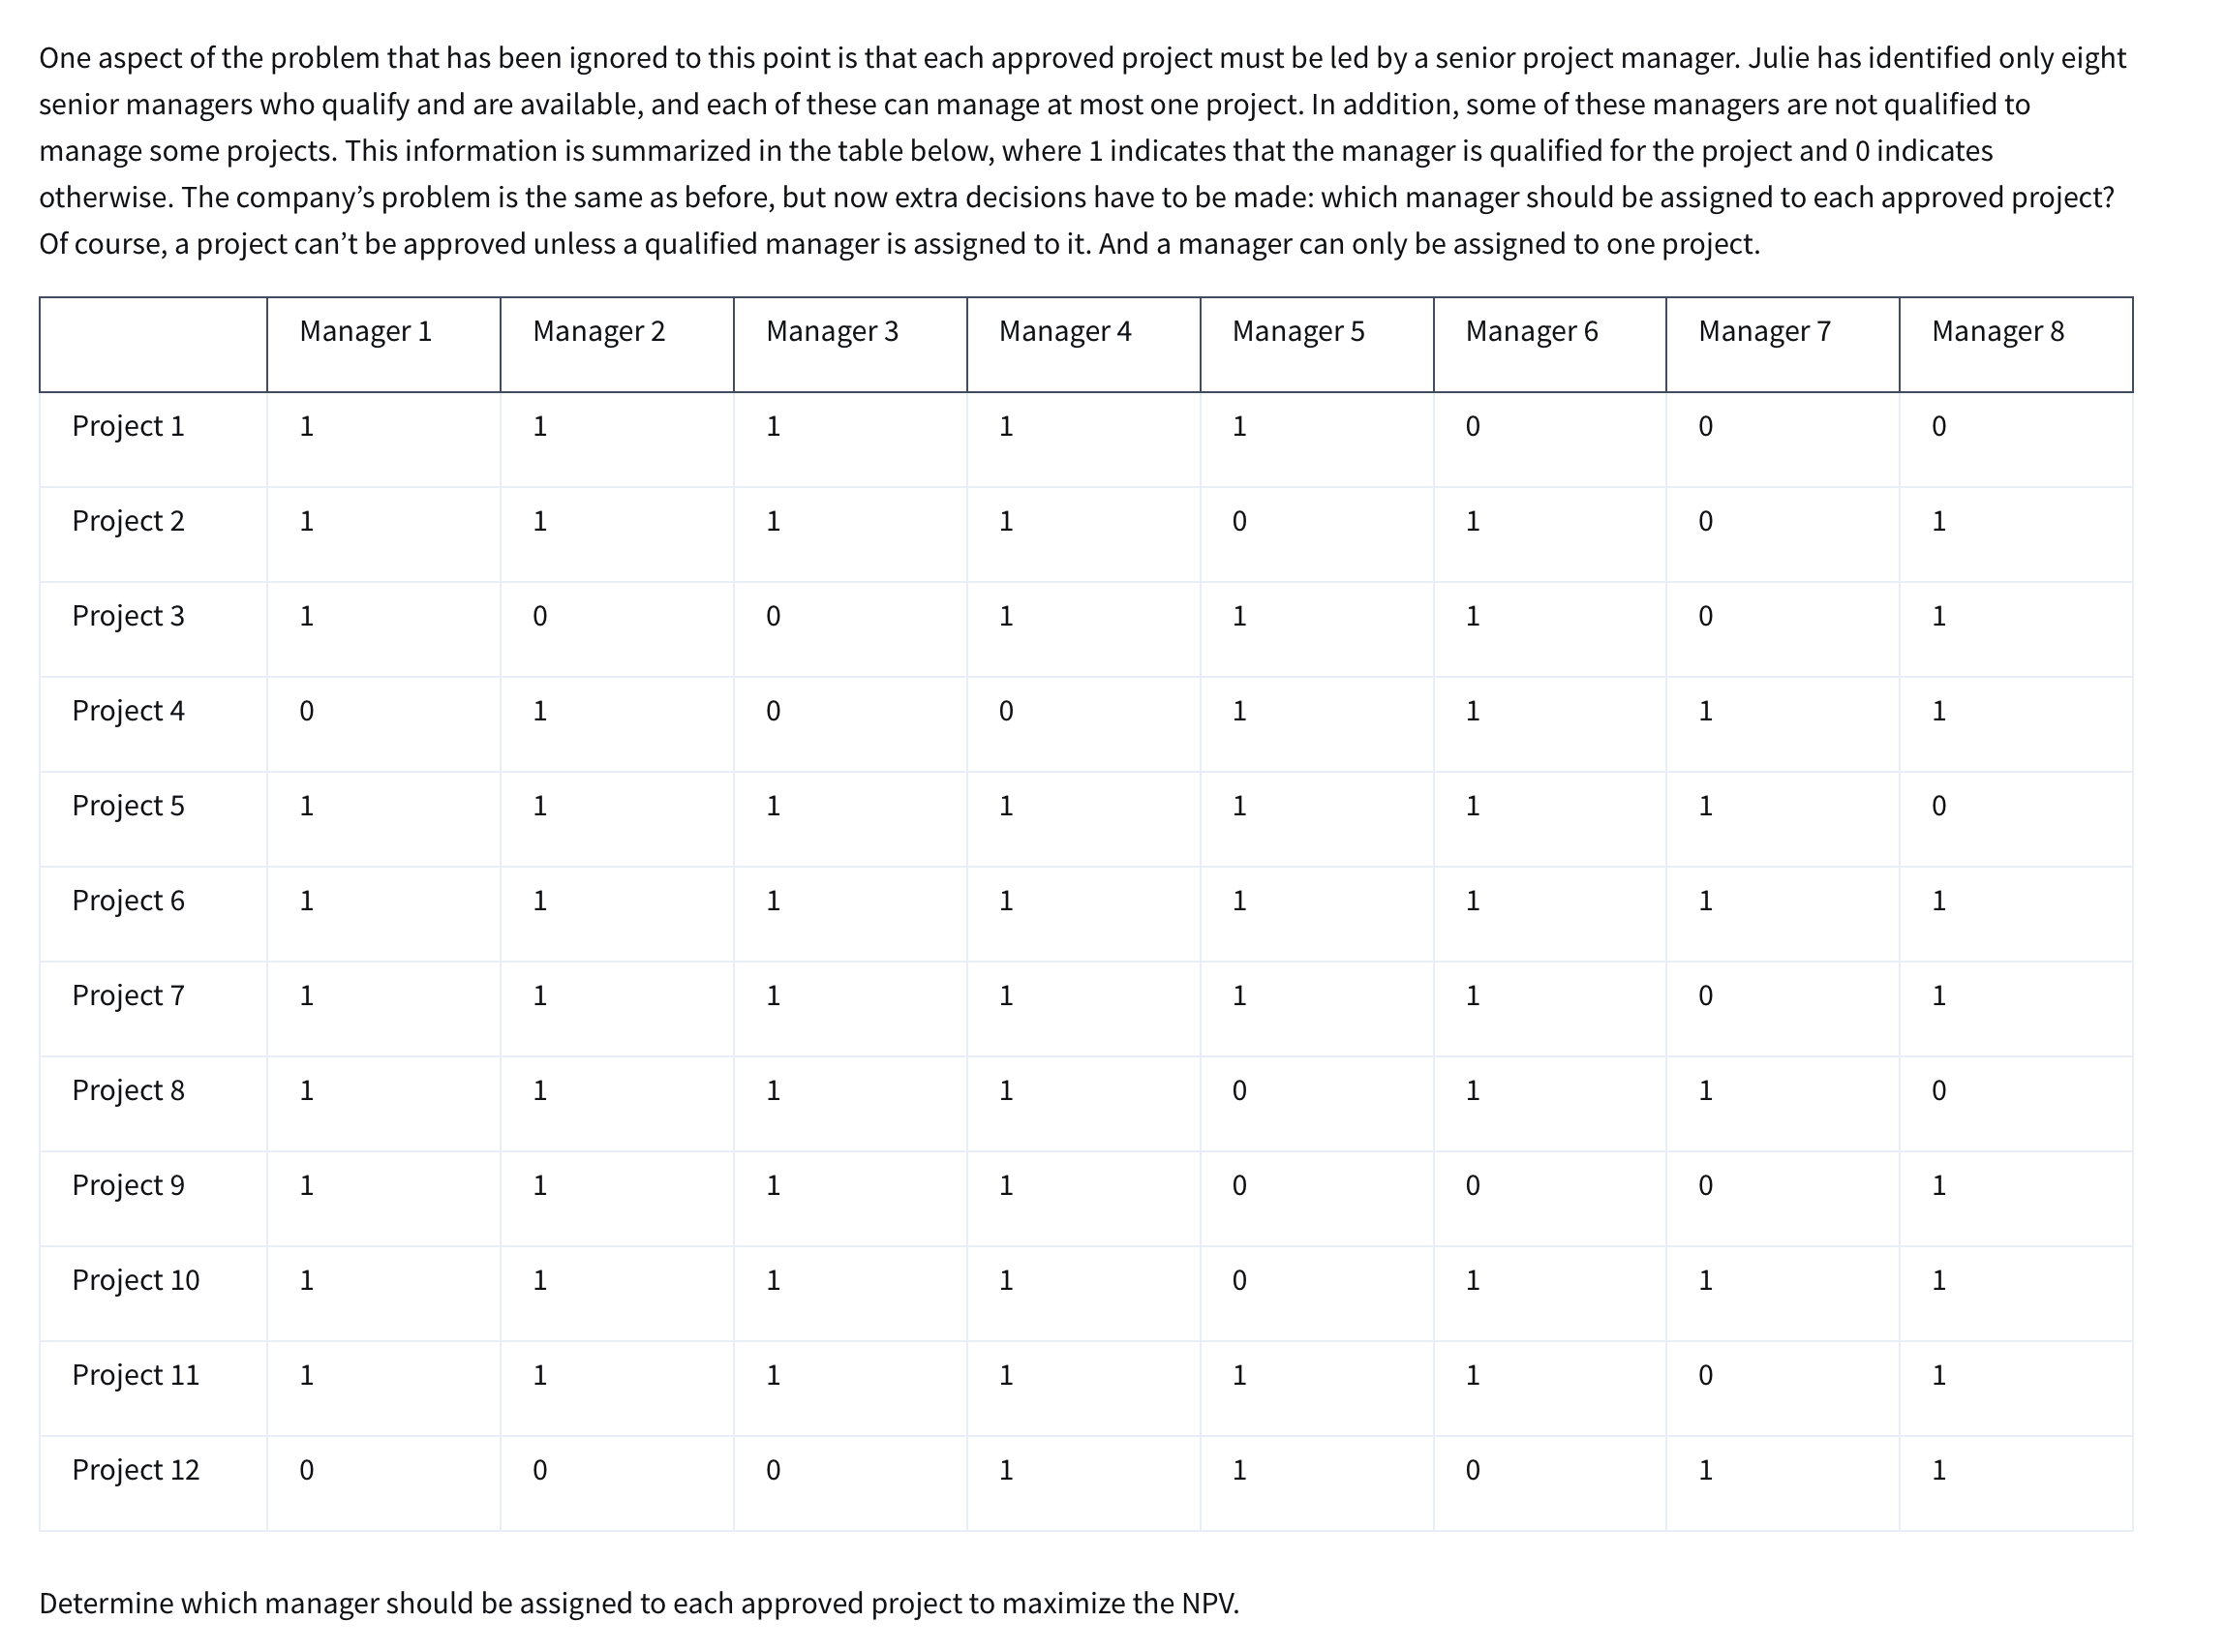 One aspect of the problem that has been ignored to this point is that each approved project must be led by a senior project manager. Julie has identified only eight
senior managers who qualify and are available, and each of these can manage at most one project. In addition, some of these managers are not qualified to
manage some projects. This information is summarized in the table below, where 1 indicates that the manager is qualified for the project and 0 indicates
otherwise. The company’s problem is the same as before, but now extra decisions have to be made: which manager should be assigned to each approved project?
Of course, a project can’t be approved unless a qualified manager is assigned to it. And a manager can only be assigned to one project.
Manager 1 Manager 2 Manager 3 Manager 4 Manager 5 Manager 6 Manager 7 Manager 8
Project 1 1 1 1 1 1 0 0 0
Project 2 1 1 1 1 0 1 0 1
Project 3 1 0 0 1 1 1 0 1
Project 4 0 1 0 0 1 1 1 1
Project 5 1 1 1 1 1 1 1 0
Project 6 1 1 1 1 1 1 1 1
Project 7 1 1 1 1 1 1 0 1
Project 8 1 1 1 1 0 1 1 0
Project 9 1 1 1 1 0 0 0 1
Project 10 1 1 1 1 0 1 1 1
Project 11 1 1 1 1 1 1 0 1
Project 12 0 0 0 1 1 0 1 1
Determine which manager should be assigned to each approved project to maximize the NPV.